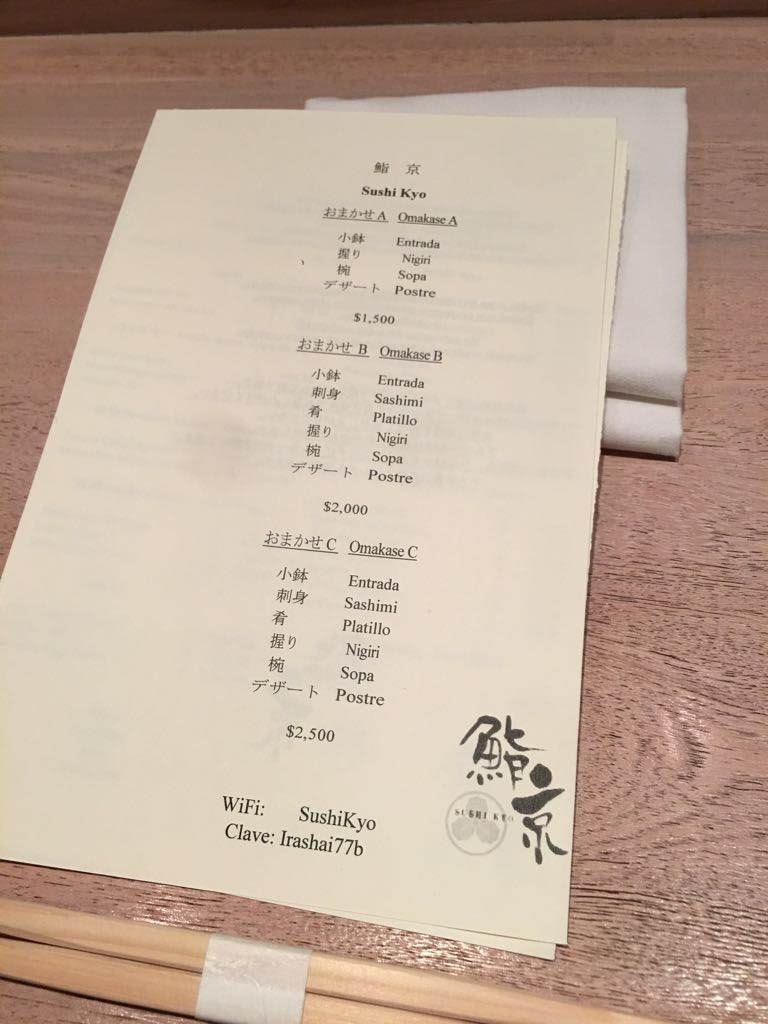 鮨 京
Sushi Kyo
おまかせ A Omakase A
小鉢 Entrada
握り Nigiri
椀 Sopa
デザート Postre
$1,500
おまかせ B Omakase B
小鉢 Entrada
刺身 Sashimi
肴 Platillo
握り Nigiri
椀 Sopa
デザート Postre
$2,000
おまかせ C Omakase C
小鉢 Entrada
刺身 Sashimi
肴 Platillo
握り Nigiri
椀 Sopa
デザート Postre
$2,500
WiFi: SushiKyo
Clave: Irashai77b
鮨京
SUSHI KYO